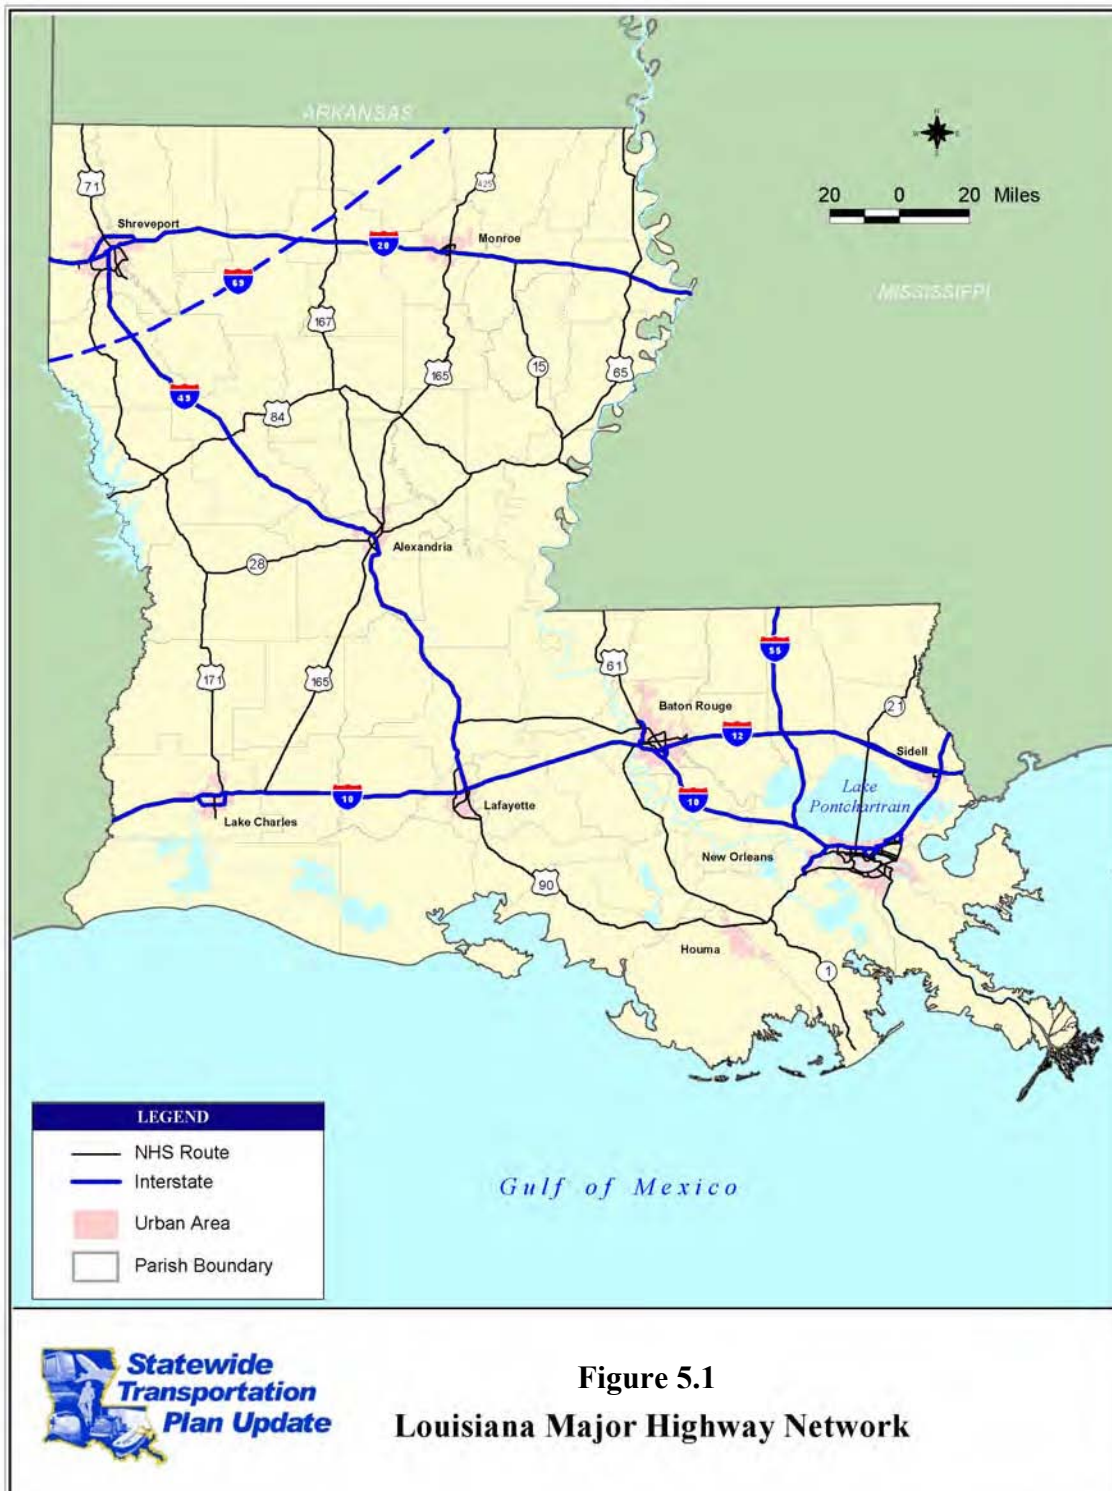 ARKANSAS
71
425
Shreveport
20 0 20 Miles
Monroe
20
69
MISSISSIPPI
167
165
15
65
49
84
Alexandria
28
61
55
171
165
Baton Rouge
21
12
Sidell
Lake
Pontchartrain
10
10
Lafayette
Lake Charles
New Orleans
90
Houma
1
LEGEND
NHS Route
Interstate
Urban Area
Parish Boundary
Gulf of Mexico
Statewide
Transportation
Plan Update
Figure 5.1
Louisiana Major Highway Network